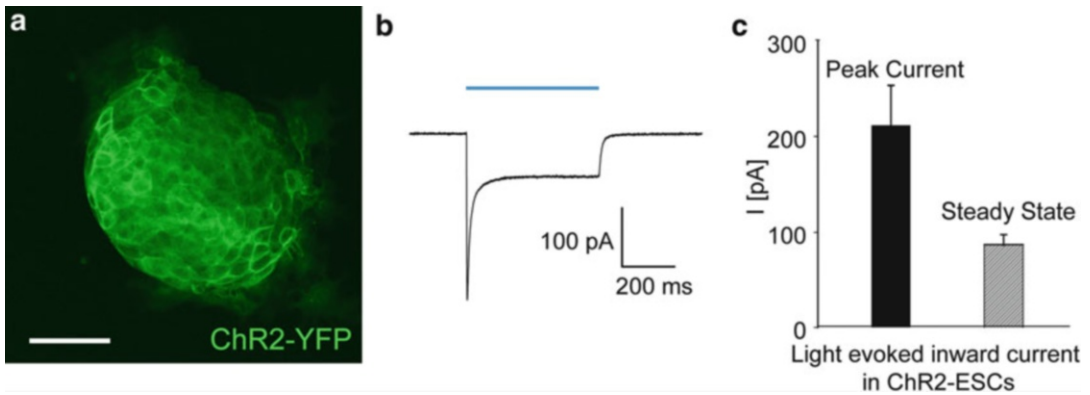 a
ChR2-YFP
b
100 pA
200 ms
c
300
200
100
0
I [pA]
Peak Current
Steady State
Light evoked inward current
in ChR2-ESCs